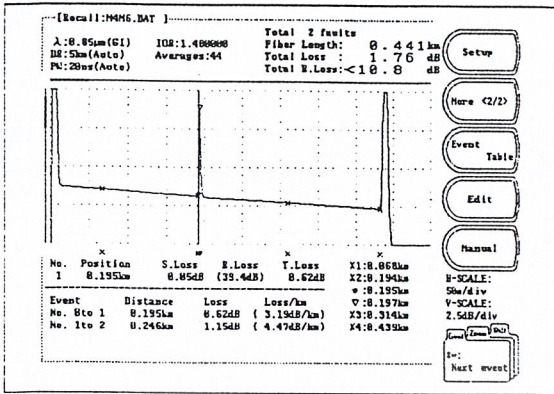 [Recall:M4M6.DAT ]
Total 2 faults
λ:0.85µm(GI) IOR:1.480000 Fiber Length: 0.441km
DR:5km(Auto) Averages:44 Total Loss : 1.76 dB
PW:20ns(Auto) Total R.Loss:<10.8 dB
Setup
More <2/2>
Event Table
Edit
Manual
No. Position S.Loss R.Loss T.Loss X1:0.068km
1 0.195km 0.05dB (39.4dB) 0.62dB X2:0.194km
*:0.195km
Event Distance Loss Loss/km ▽:0.197km
No. 0to 1 0.195km 0.62dB ( 3.19dB/km) X3:0.314km
No. 1to 2 0.246km 1.15dB ( 4.47dB/km) X4:0.439km
H-SCALE:
50m/div
V-SCALE:
2.5dB/div
Zoom Shift
Next event